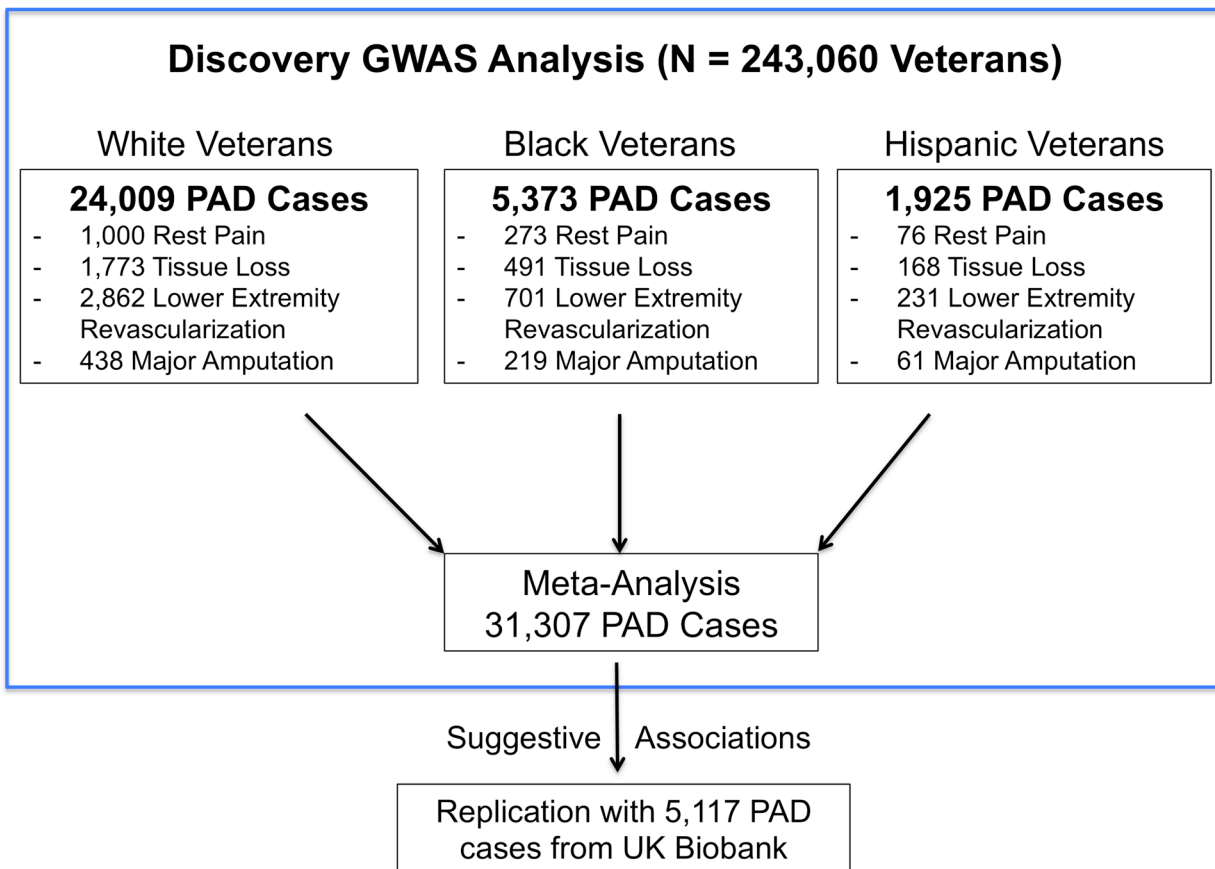 Discovery GWAS Analysis (N = 243,060 Veterans)
White Veterans
24,009 PAD Cases
- 1,000 Rest Pain
- 1,773 Tissue Loss
- 2,862 Lower Extremity
Revascularization
- 438 Major Amputation
Black Veterans
5,373 PAD Cases
- 273 Rest Pain
- 491 Tissue Loss
- 701 Lower Extremity
Revascularization
- 219 Major Amputation
Hispanic Veterans
1,925 PAD Cases
- 76 Rest Pain
- 168 Tissue Loss
- 231 Lower Extremity
Revascularization
- 61 Major Amputation
Meta-Analysis
31,307 PAD Cases
Suggestive Associations
Replication with 5,117 PAD
cases from UK Biobank